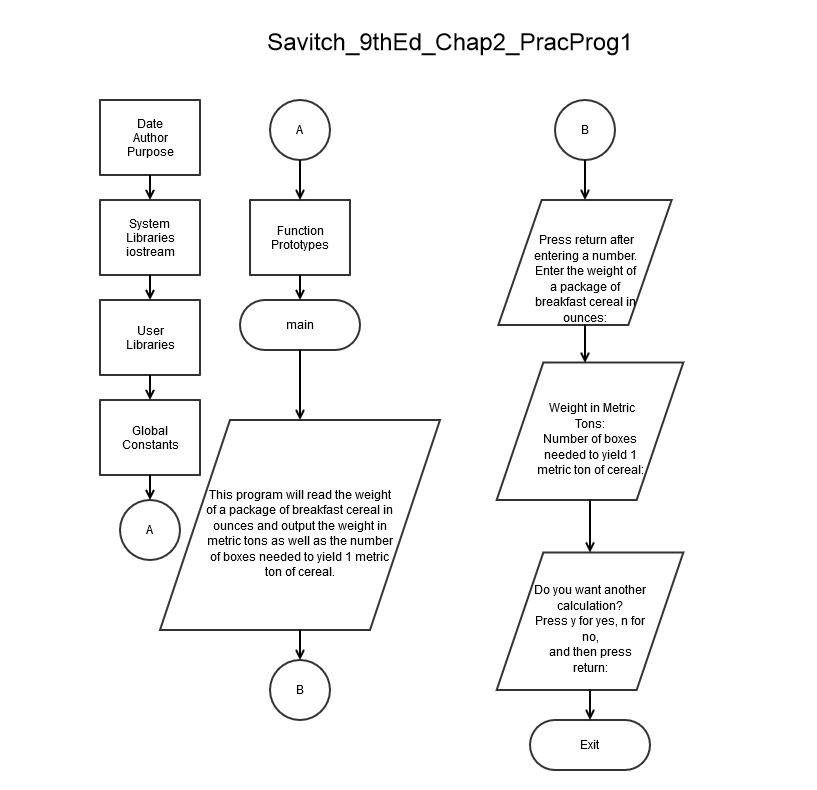 Savitch_9thEd_Chap2_PracProg1
Date
Author
Purpose
System
Libraries
iostream
User
Libraries
Global
Constants
A
A
Function
Prototypes
main
This program will read the weight
of a package of breakfast cereal in
ounces and output the weight in
metric tons as well as the number
of boxes needed to yield 1 metric
ton of cereal.
B
B
Press return after
entering a number.
Enter the weight of
a package of
breakfast cereal in
ounces:
Weight in Metric
Tons:
Number of boxes
needed to yield 1
metric ton of cereal:
Do you want another
calculation?
Press y for yes, n for
no,
and then press
return:
Exit